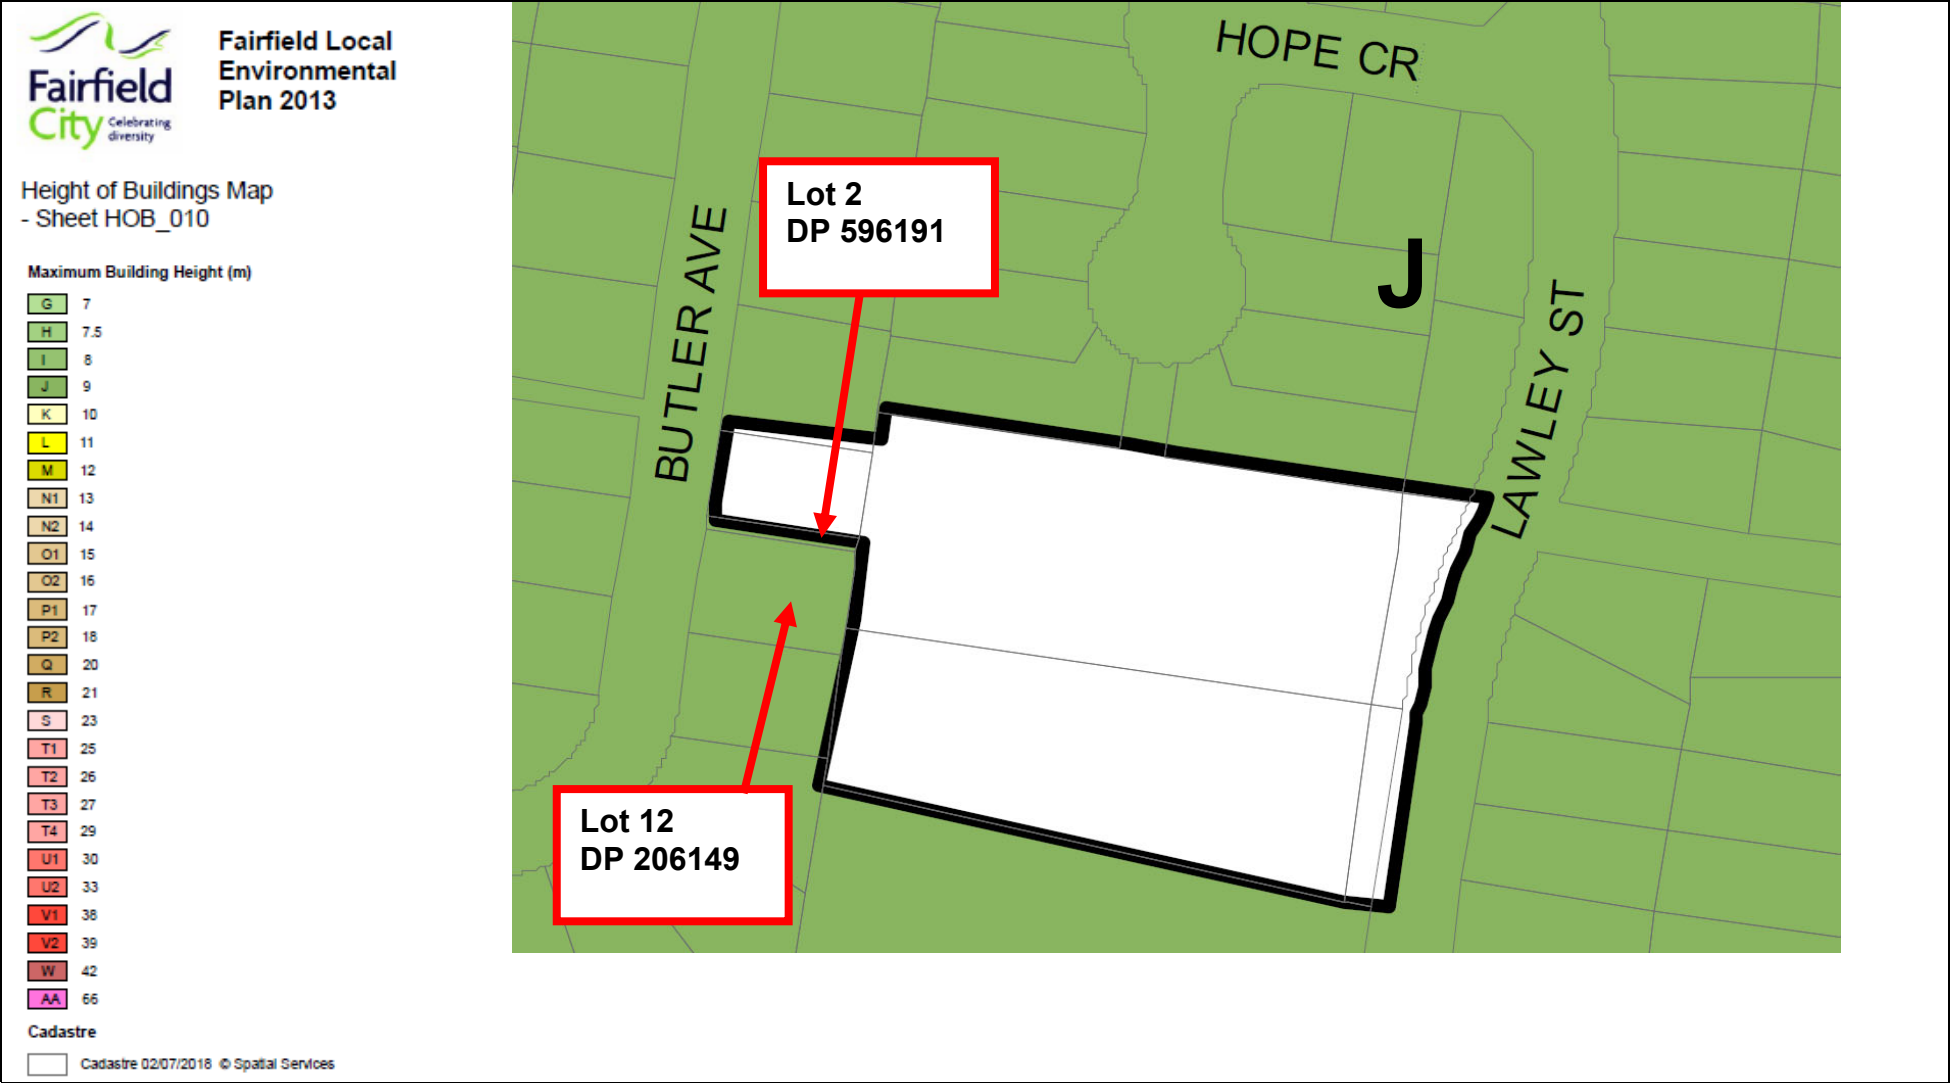 Fairfield
City Celebrating
diversity
Fairfield Local
Environmental
Plan 2013
Height of Buildings Map
- Sheet HOB_010
Maximum Building Height (m)
G 7
H 7.5
I 8
J 9
K 10
L 11
M 12
N1 13
N2 14
O1 15
O2 16
P1 17
P2 18
Q 20
R 21
S 23
T1 25
T2 26
T3 27
T4 29
U1 30
U2 33
V1 38
V2 39
W 42
AA 66
Cadastre
Cadastre 02/07/2018 © Spatial Services
HOPE CR
Lot 2
DP 596191
BUTLER AVE
J
LAWLEY ST
Lot 12
DP 206149